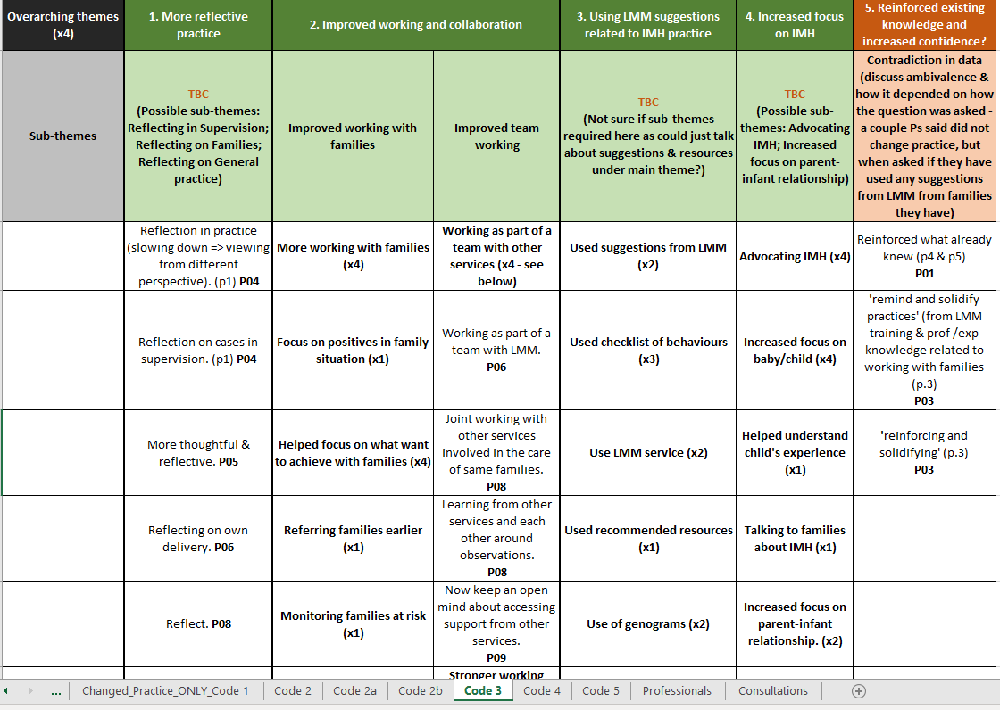 Overarching themes
(x4)
1. More reflective
practice
2. Improved working and collaboration
3. Using LMM suggestions
related to IMH practice
4. Increased focus
on IMH
5. Reinforced existing
knowledge and
increased confidence?
Sub-themes
TBC
(Possible sub-themes:
Reflecting in Supervision;
Reflecting on Families;
Reflecting on General
practice)
Improved working with
families
Improved team
working
TBC
(Not sure if sub-themes
required here as could just talk
about suggestions & resources
under main theme?)
TBC
(Possible sub-
themes: Advocating
IMH; Increased
focus on parent-
infant relationship)
Contradiction in data
(discuss ambivalence &
how it depended on how
the question was asked -
a couple Ps said did not
change practice, but
when asked if they have
used any suggestions
from LMM from families
they have)
Reflection in practice
(slowing down => viewing
from different
perspective). (p1) P04
More working with families
(x4)
Working as part of a
team with other
services (x4 - see
below)
Used suggestions from LMM
(x2)
Advocating IMH (x4)
Reinforced what already
knew (p4 & p5)
P01
Reflection on cases in
supervision. (p1) P04
Focus on positives in family
situation (x1)
Working as part of a
team with LMM.
P06
Used checklist of behaviours
(x3)
Increased focus on
baby/child (x4)
'remind and solidify
practices' (from LMM
training & prof /exp
knowledge related to
working with families
(p.3)
P03
More thoughtful &
reflective. P05
Helped focus on what want
to achieve with families (x4)
Joint working with
other services
involved in the care
of same families.
P08
Use LMM service (x2)
Helped understand
child's experience
(x1)
'reinforcing and
solidifying' (p.3)
P03
Reflecting on own
delivery. P06
Referring families earlier
(x1)
Learning from other
services and each
other around
observations.
P08
Used recommended resources
(x1)
Talking to families
about IMH (x1)
Reflect. P08
Monitoring families at risk
(x1)
Now keep an open
mind about accessing
support from other
services.
P09
Use of genograms (x2)
Increased focus on
parent-infant
relationship. (x2)
Stronger working
... Changed_Practice_ONLY_Code 1 Code 2 Code 2a Code 2b Code 3 Code 4 Code 5 Professionals Consultations